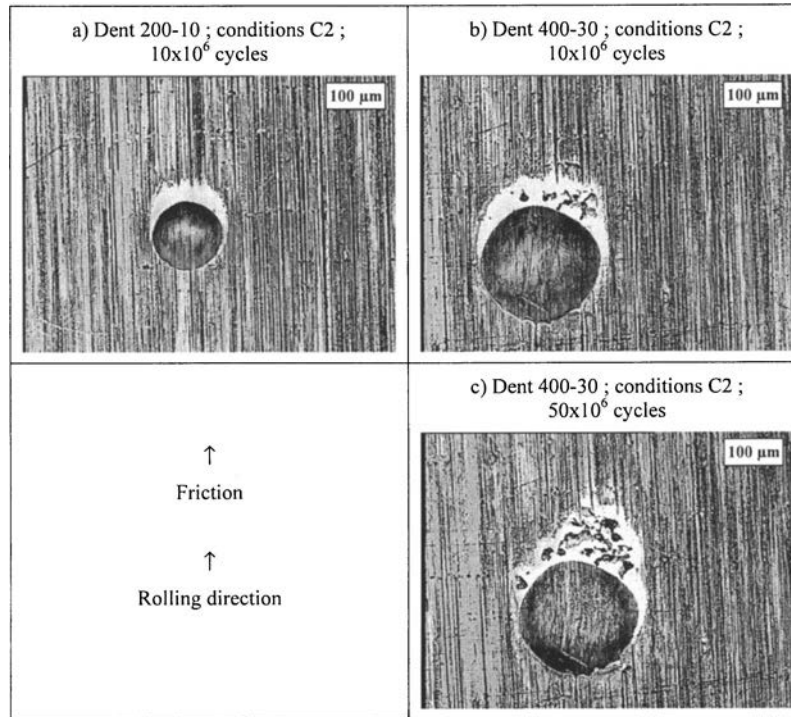 a) Dent 200-10 ; conditions C2 ;
10x10⁶ cycles
100 µm
b) Dent 400-30 ; conditions C2 ;
10x10⁶ cycles
100 µm
↑
Friction
↑
Rolling direction
c) Dent 400-30 ; conditions C2 ;
50x10⁶ cycles
100 µm